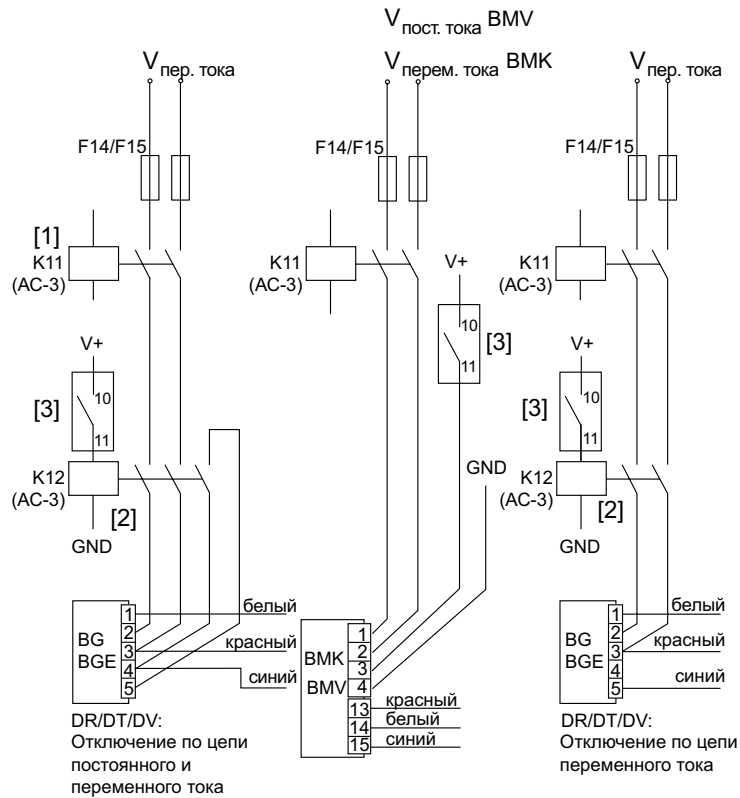 V пост. тока BMV
V пер. тока
V перем. тока BMK
V пер. тока
F14/F15
F14/F15
F14/F15
[1]
K11
(AC-3)
K11
(AC-3)
V+
K11
(AC-3)
10
11
[3]
V+
10
[3]
11
V+
10
[3]
11
K12
(AC-3)
[2]
GND
GND
K12
(AC-3)
[2]
GND
BG
BGE
1
2
3
4
5
белый
красный
синий
BMK
BMV
1
2
3
4
13
14
15
красный
белый
синий
BG
BGE
1
2
3
4
5
белый
красный
синий
DR/DT/DV:
Отключение по цепи
постоянного и
переменного тока
DR/DT/DV:
Отключение по цепи
переменного тока